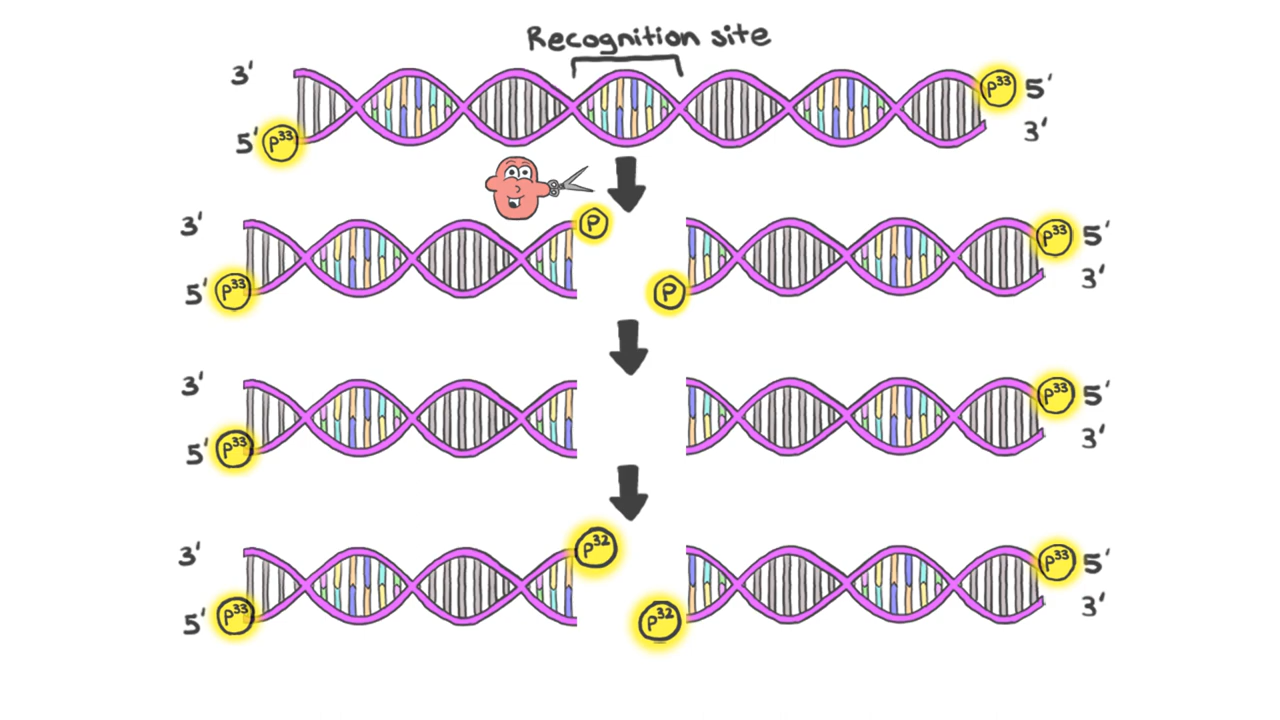 Recognition site
3' P33 5'
5' P33 3'
3' P P33 5'
5' P33 P 3'
3' P33 5'
5' P33 3'
3' P32 P33 5'
5' P33 P32 3'